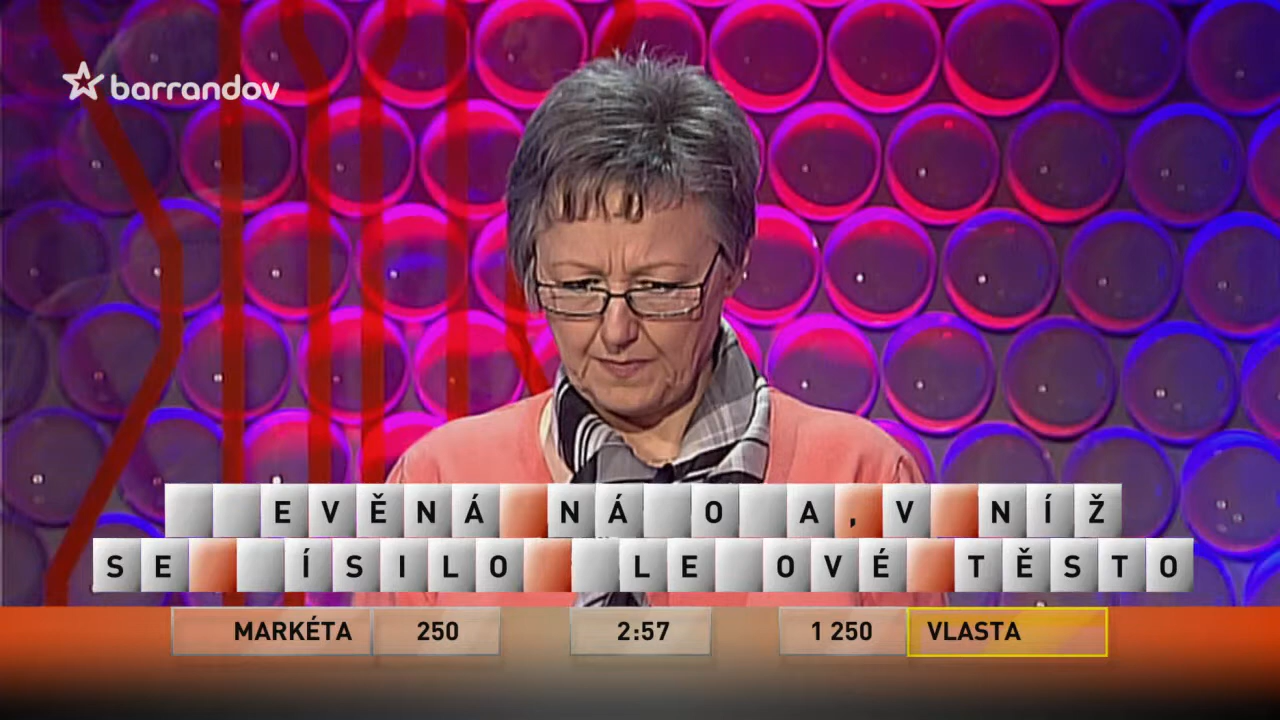 barrandov
EVĚNÁ NÁ O A, V NÍŽ
SE ÍSILO LE OVÉ TĚSTO
MARKÉTA 250 2:57 1 250 VLASTA